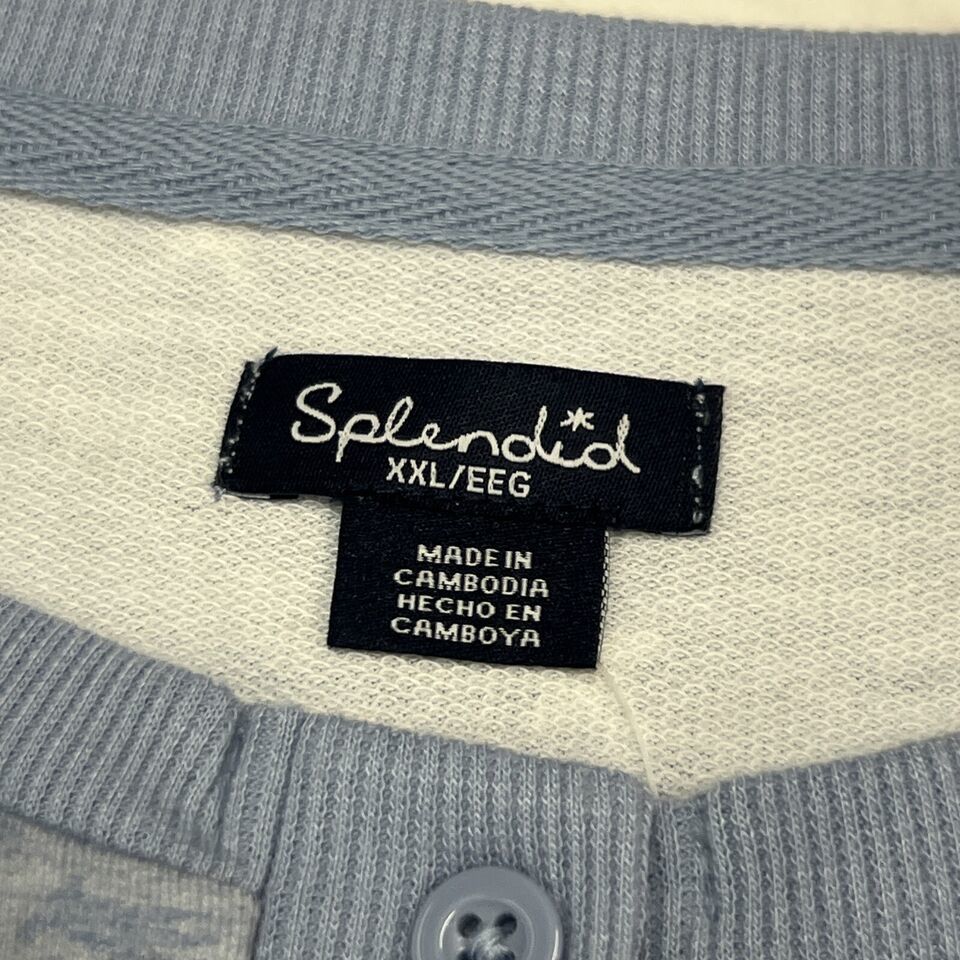 Splendid
XXL/EEG
MADE IN
CAMBODIA
HECHO EN
CAMBOYA